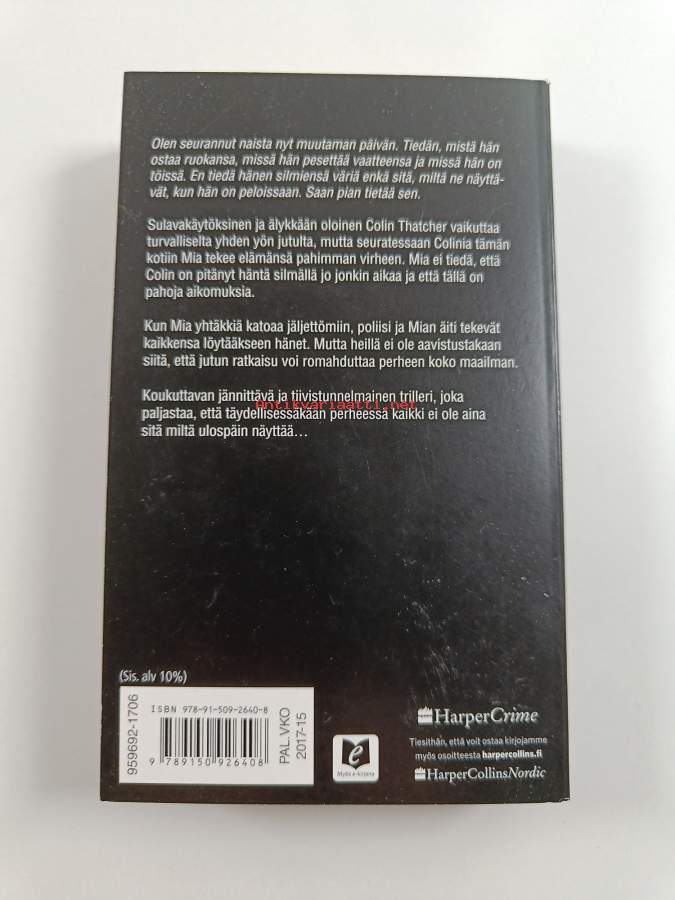 Olen seurannut naista nyt muutaman päivän. Tiedän, mistä hän
ostaa ruokansa, missä hän pesettää vaatteensa ja missä hän on
töissä. En tiedä hänen silmiensä väriä enkä sitä, miltä ne näyttä-
vät, kun hän on peloissaan. Saan pian tietää sen.
Sulavakäytöksinen ja älykkään oloinen Colin Thatcher vaikuttaa
turvalliselta yhden yön jutulta, mutta seuratessaan Colinia tämän
kotiin Mia tekee elämänsä pahimman virheen. Mia ei tiedä, että
Colin on pitänyt häntä silmällä jo jonkin aikaa ja että tällä on
pahoja aikomuksia.
Kun Mia yhtäkkiä katoaa jäljettömiin, poliisi ja Mian äiti tekevät
kaikkensa löytääkseen hänet. Mutta heillä ei ole aavistustakaan
siitä, että jutun ratkaisu voi romahduttaa perheen koko maailman.
Koukuttavan jännittävä ja tiivistunnelmainen trilleri, joka
Antikvariaatti.net
paljastaa, että täydellisessäkään perheessä kaikki ei ole aina
sitä miltä ulospäin näyttää...
(Sis. alv 10%)
959692-1706
ISBN 978-91-509-2640-8
9 789150 926408
PAL.VKO
2017-15
e
Myös e-kirjana
HarperCrime
Tiesithän, että voit ostaa kirjojamme
myös osoitteesta harpercollins.fi
HarperCollinsNordic